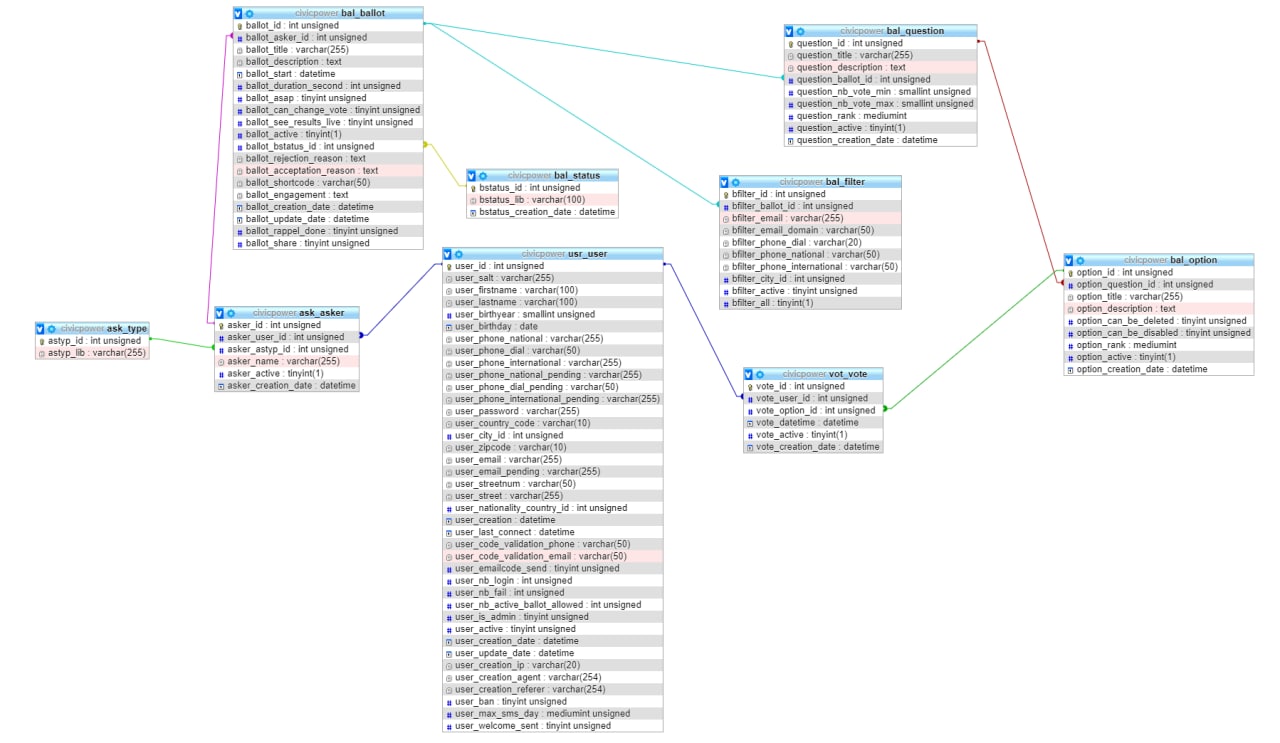 civicpower bal_ballot
ballot_id : int unsigned
ballot_asker_id : int unsigned
ballot_title : varchar(255)
ballot_description : text
ballot_start : datetime
ballot_duration_second : int unsigned
ballot_asap : tinyint unsigned
ballot_can_change_vote : tinyint unsigned
ballot_see_results_live : tinyint unsigned
ballot_active : tinyint(1)
ballot_bstatus_id : int unsigned
ballot_rejection_reason : text
ballot_acceptation_reason : text
ballot_shortcode : varchar(50)
ballot_engagement : text
ballot_creation_date : datetime
ballot_update_date : datetime
ballot_rappel_done : tinyint unsigned
ballot_share : tinyint unsigned
civicpower bal_question
question_id : int unsigned
question_title : varchar(255)
question_description : text
question_ballot_id : int unsigned
question_nb_vote_min : smallint unsigned
question_nb_vote_max : smallint unsigned
question_rank : mediumint
question_active : tinyint(1)
question_creation_date : datetime
civicpower bal_status
bstatus_id : int unsigned
bstatus_lib : varchar(100)
bstatus_creation_date : datetime
civicpower bal_filter
bfilter_id : int unsigned
bfilter_ballot_id : int unsigned
bfilter_email : varchar(255)
bfilter_email_domain : varchar(50)
bfilter_phone_dial : varchar(20)
bfilter_phone_national : varchar(50)
bfilter_phone_international : varchar(50)
bfilter_city_id : int unsigned
bfilter_active : tinyint unsigned
bfilter_all : tinyint(1)
civicpower usr_user
user_id : int unsigned
user_salt : varchar(255)
user_firstname : varchar(100)
user_lastname : varchar(100)
user_birthyear : smallint unsigned
user_birthday : date
user_phone_national : varchar(255)
user_phone_dial : varchar(50)
user_phone_international : varchar(255)
user_phone_national_pending : varchar(255)
user_phone_dial_pending : varchar(50)
user_phone_international_pending : varchar(255)
user_password : varchar(255)
user_country_code : varchar(10)
user_city_id : int unsigned
user_zipcode : varchar(10)
user_email : varchar(255)
user_email_pending : varchar(255)
user_streetnum : varchar(50)
user_street : varchar(255)
user_nationality_country_id : int unsigned
user_creation : datetime
user_last_connect : datetime
user_code_validation_phone : varchar(50)
user_code_validation_email : varchar(50)
user_emailcode_send : tinyint unsigned
user_nb_login : int unsigned
user_nb_fail : int unsigned
user_nb_active_ballot_allowed : int unsigned
user_is_admin : tinyint unsigned
user_active : tinyint unsigned
user_creation_date : datetime
user_update_date : datetime
user_creation_ip : varchar(20)
user_creation_agent : varchar(254)
user_creation_referer : varchar(254)
user_ban : tinyint unsigned
user_max_sms_day : mediumint unsigned
user_welcome_sent : tinyint unsigned
civicpower bal_option
option_id : int unsigned
option_question_id : int unsigned
option_title : varchar(255)
option_description : text
option_can_be_deleted : tinyint unsigned
option_can_be_disabled : tinyint unsigned
option_rank : mediumint
option_active : tinyint(1)
option_creation_date : datetime
civicpower ask_asker
asker_id : int unsigned
asker_user_id : int unsigned
asker_astyp_id : int unsigned
asker_name : varchar(255)
asker_active : tinyint(1)
asker_creation_date : datetime
civicpower ask_type
astyp_id : int unsigned
astyp_lib : varchar(255)
civicpower vot_vote
vote_id : int unsigned
vote_user_id : int unsigned
vote_option_id : int unsigned
vote_datetime : datetime
vote_active : tinyint(1)
vote_creation_date : datetime